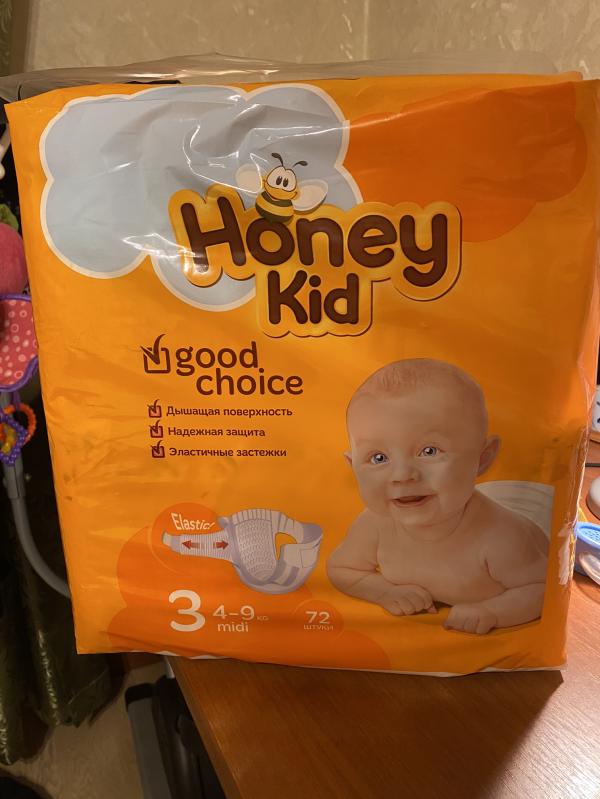 Honey
Kid
good
choice
Дышащая поверхность
Надежная защита
Эластичные застежки
Elastic
3
4-9 кг
midi
72
штуки